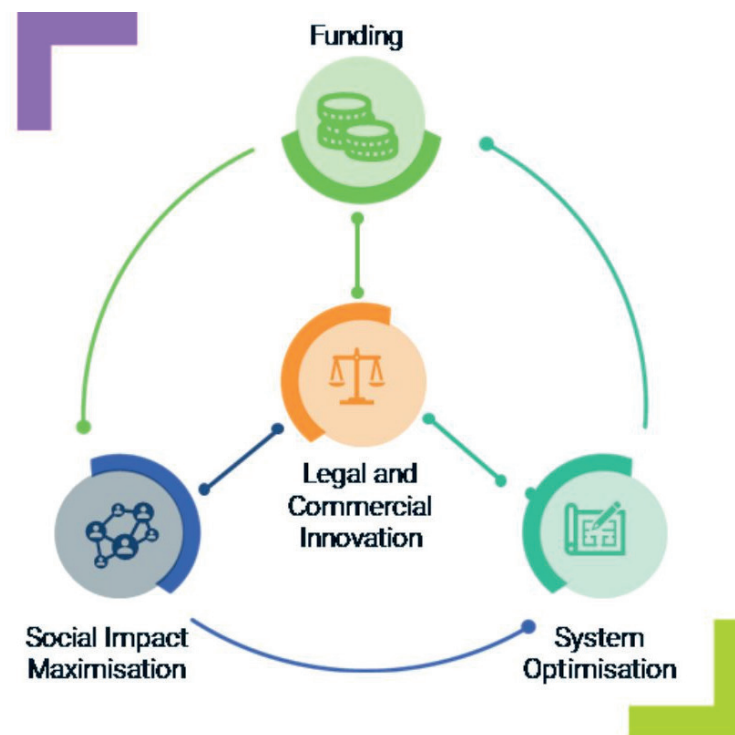 Funding
Legal and
Commercial
Innovation
Social Impact
Maximisation
System
Optimisation